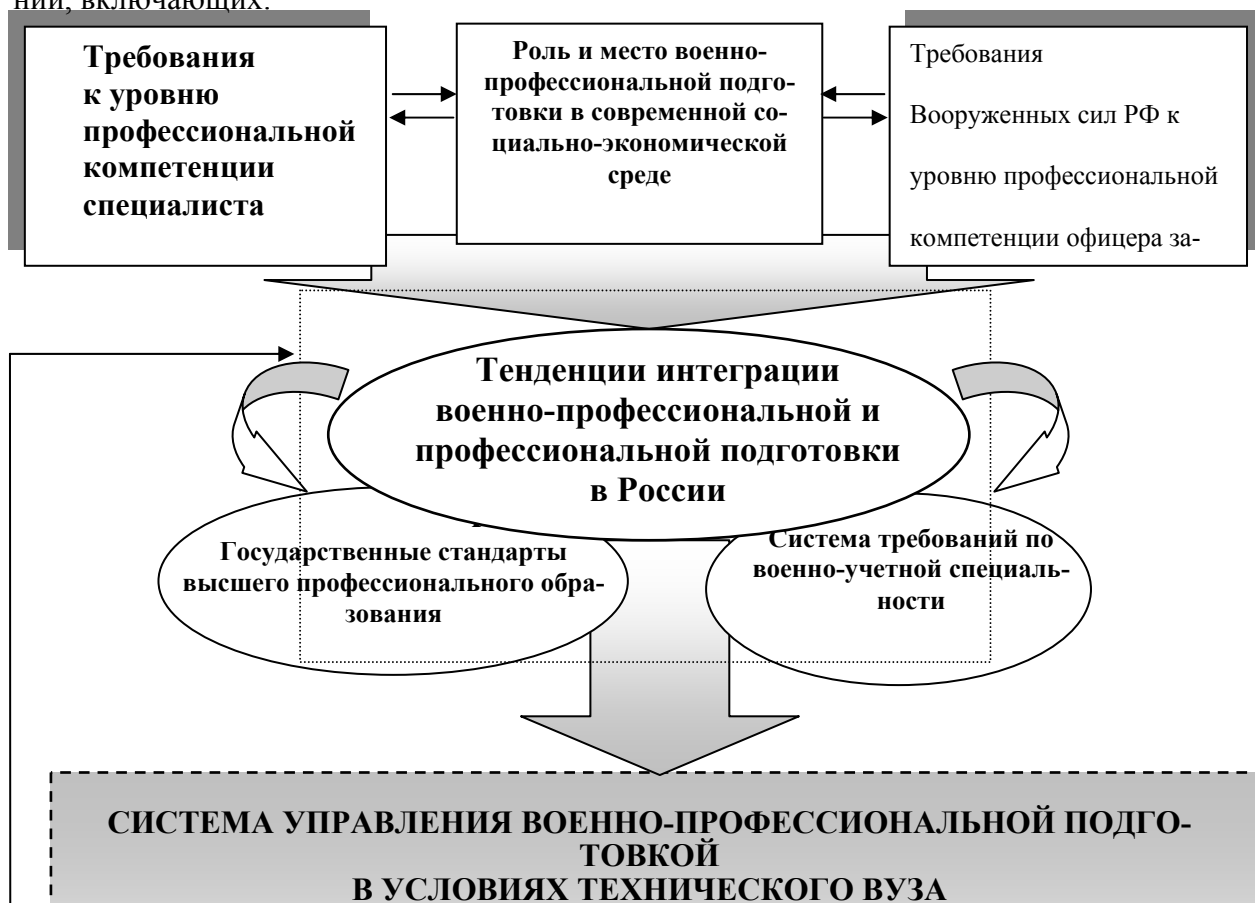 ний, включающих:
Требования
к уровню
профессиональной
компетенции
специалиста
Роль и место военно-
профессиональной подго-
товки в современной со-
циально-экономической
среде
Требования
Вооруженных сил РФ к
уровню профессиональной
компетенции офицера за-
Тенденции интеграции
военно-профессиональной и
профессиональной подготовки
в России
Государственные стандарты
высшего профессионального обра-
зования
Система требований по
военно-учетной специаль-
ности
СИСТЕМА УПРАВЛЕНИЯ ВОЕННО-ПРОФЕССИОНАЛЬНОЙ ПОДГО-
ТОВКОЙ
В УСЛОВИЯХ ТЕХНИЧЕСКОГО ВУЗА